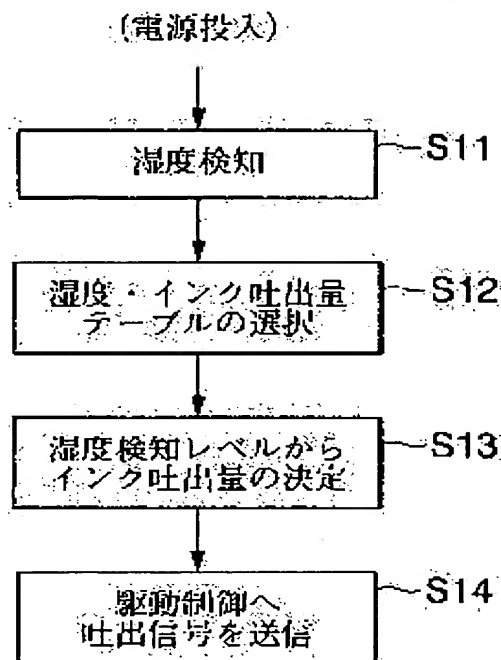 (電源投入)
湿度検知
S11
湿度・インク吐出量
テーブルの選択
S12
湿度検知レベルから
インク吐出量の決定
S13
駆動制御へ
吐出信号を送信
S14